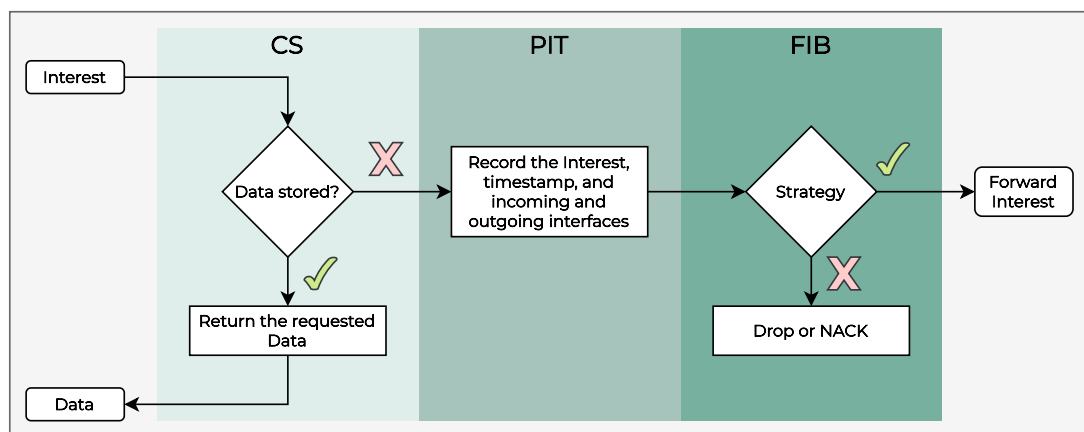 CS
PIT
FIB
Interest
Data stored?
Record the Interest,
timestamp, and
incoming and
outgoing interfaces
Strategy
Forward
Interest
Return the requested
Data
Drop or NACK
Data